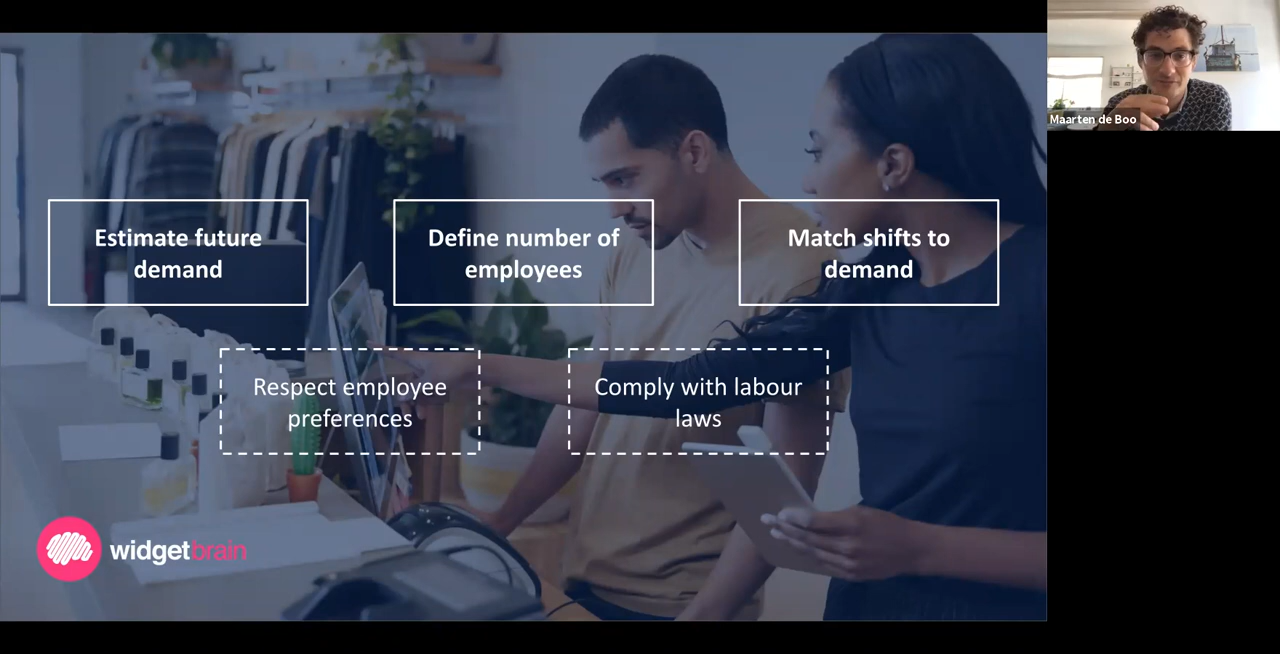 Maarten de Boo
Estimate future
demand
Define number of
employees
Match shifts to
demand
Respect employee
preferences
Comply with labour
laws
widgetbrain